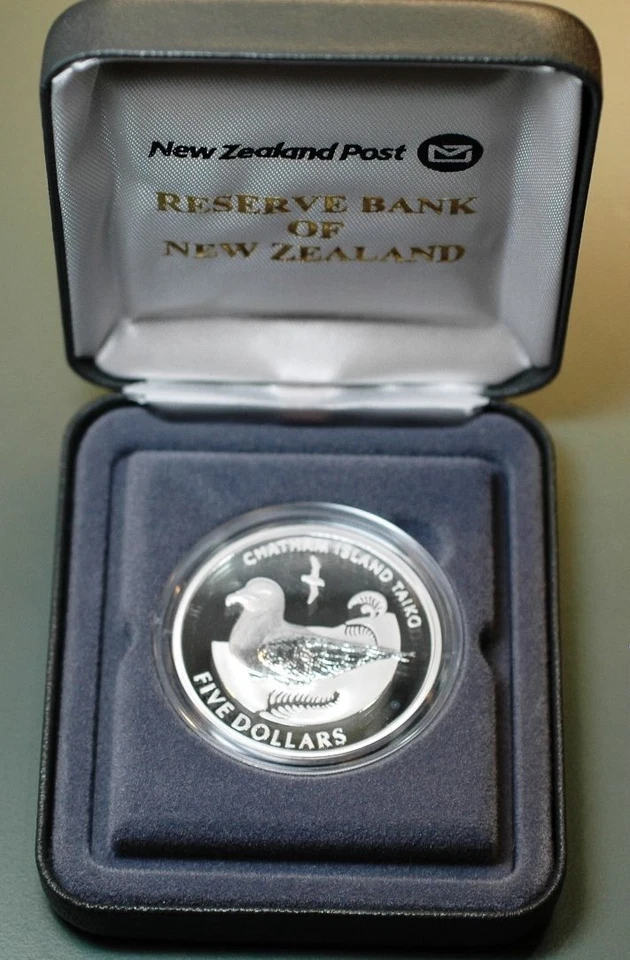 New Zealand Post
RESERVE BANK
OF
NEW ZEALAND
CHATHAM ISLAND TAIKO
FIVE DOLLARS